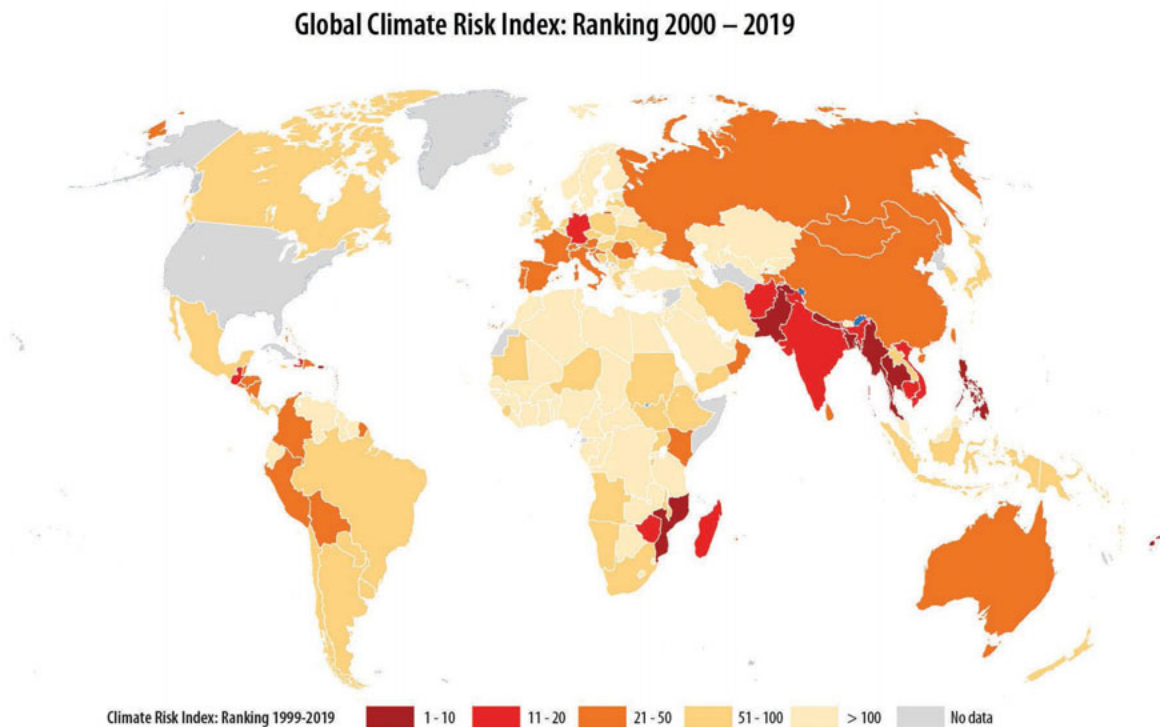 Global Climate Risk Index: Ranking 2000 – 2019
Climate Risk Index: Ranking 1999-2019 1 - 10 11 - 20 21 - 50 51 - 100 > 100 No data